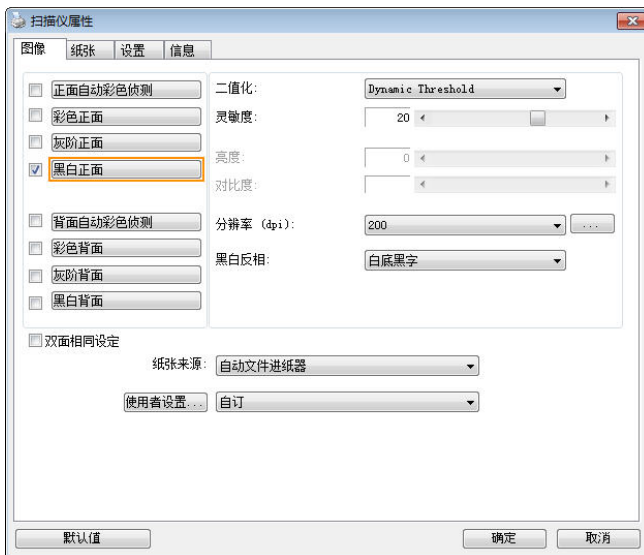 扫描仪属性
图像 纸张 设置 信息
正面自动彩色侦测
彩色正面
灰阶正面
黑白正面
背面自动彩色侦测
彩色背面
灰阶背面
黑白背面
二值化: Dynamic Threshold
灵敏度: 20
亮度: 0
对比度:
分辨率 (dpi): 200 ...
黑白反相: 白底黑字
双面相同设定
纸张来源: 自动文件进纸器
使用者设置... 自订
默认值 确定 取消